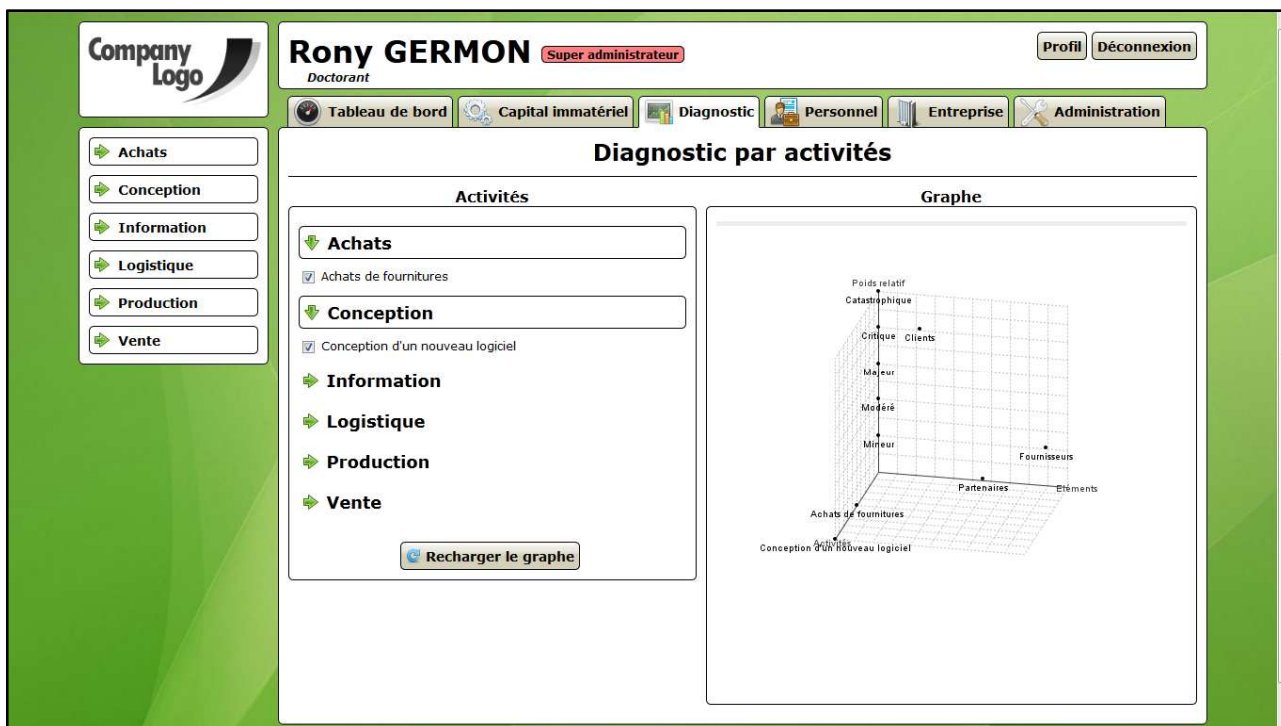 Company
Logo
Rony GERMON Super administrateur
Doctorant
Profil Déconnexion
Tableau de bord Capital immatériel Diagnostic Personnel Entreprise Administration
Achats
Conception
Information
Logistique
Production
Vente
Diagnostic par activités
Activités
Achats
Achats de fournitures
Conception
Conception d'un nouveau logiciel
Information
Logistique
Production
Vente
Recharger le graphe
Graphe
Poids relatif
Catastrophique
Critique Clients
Majeur
Modéré
Mineur
Fournisseurs
Partenaires Eléments
Achats de fournitures
Activités
Conception d'un nouveau logiciel